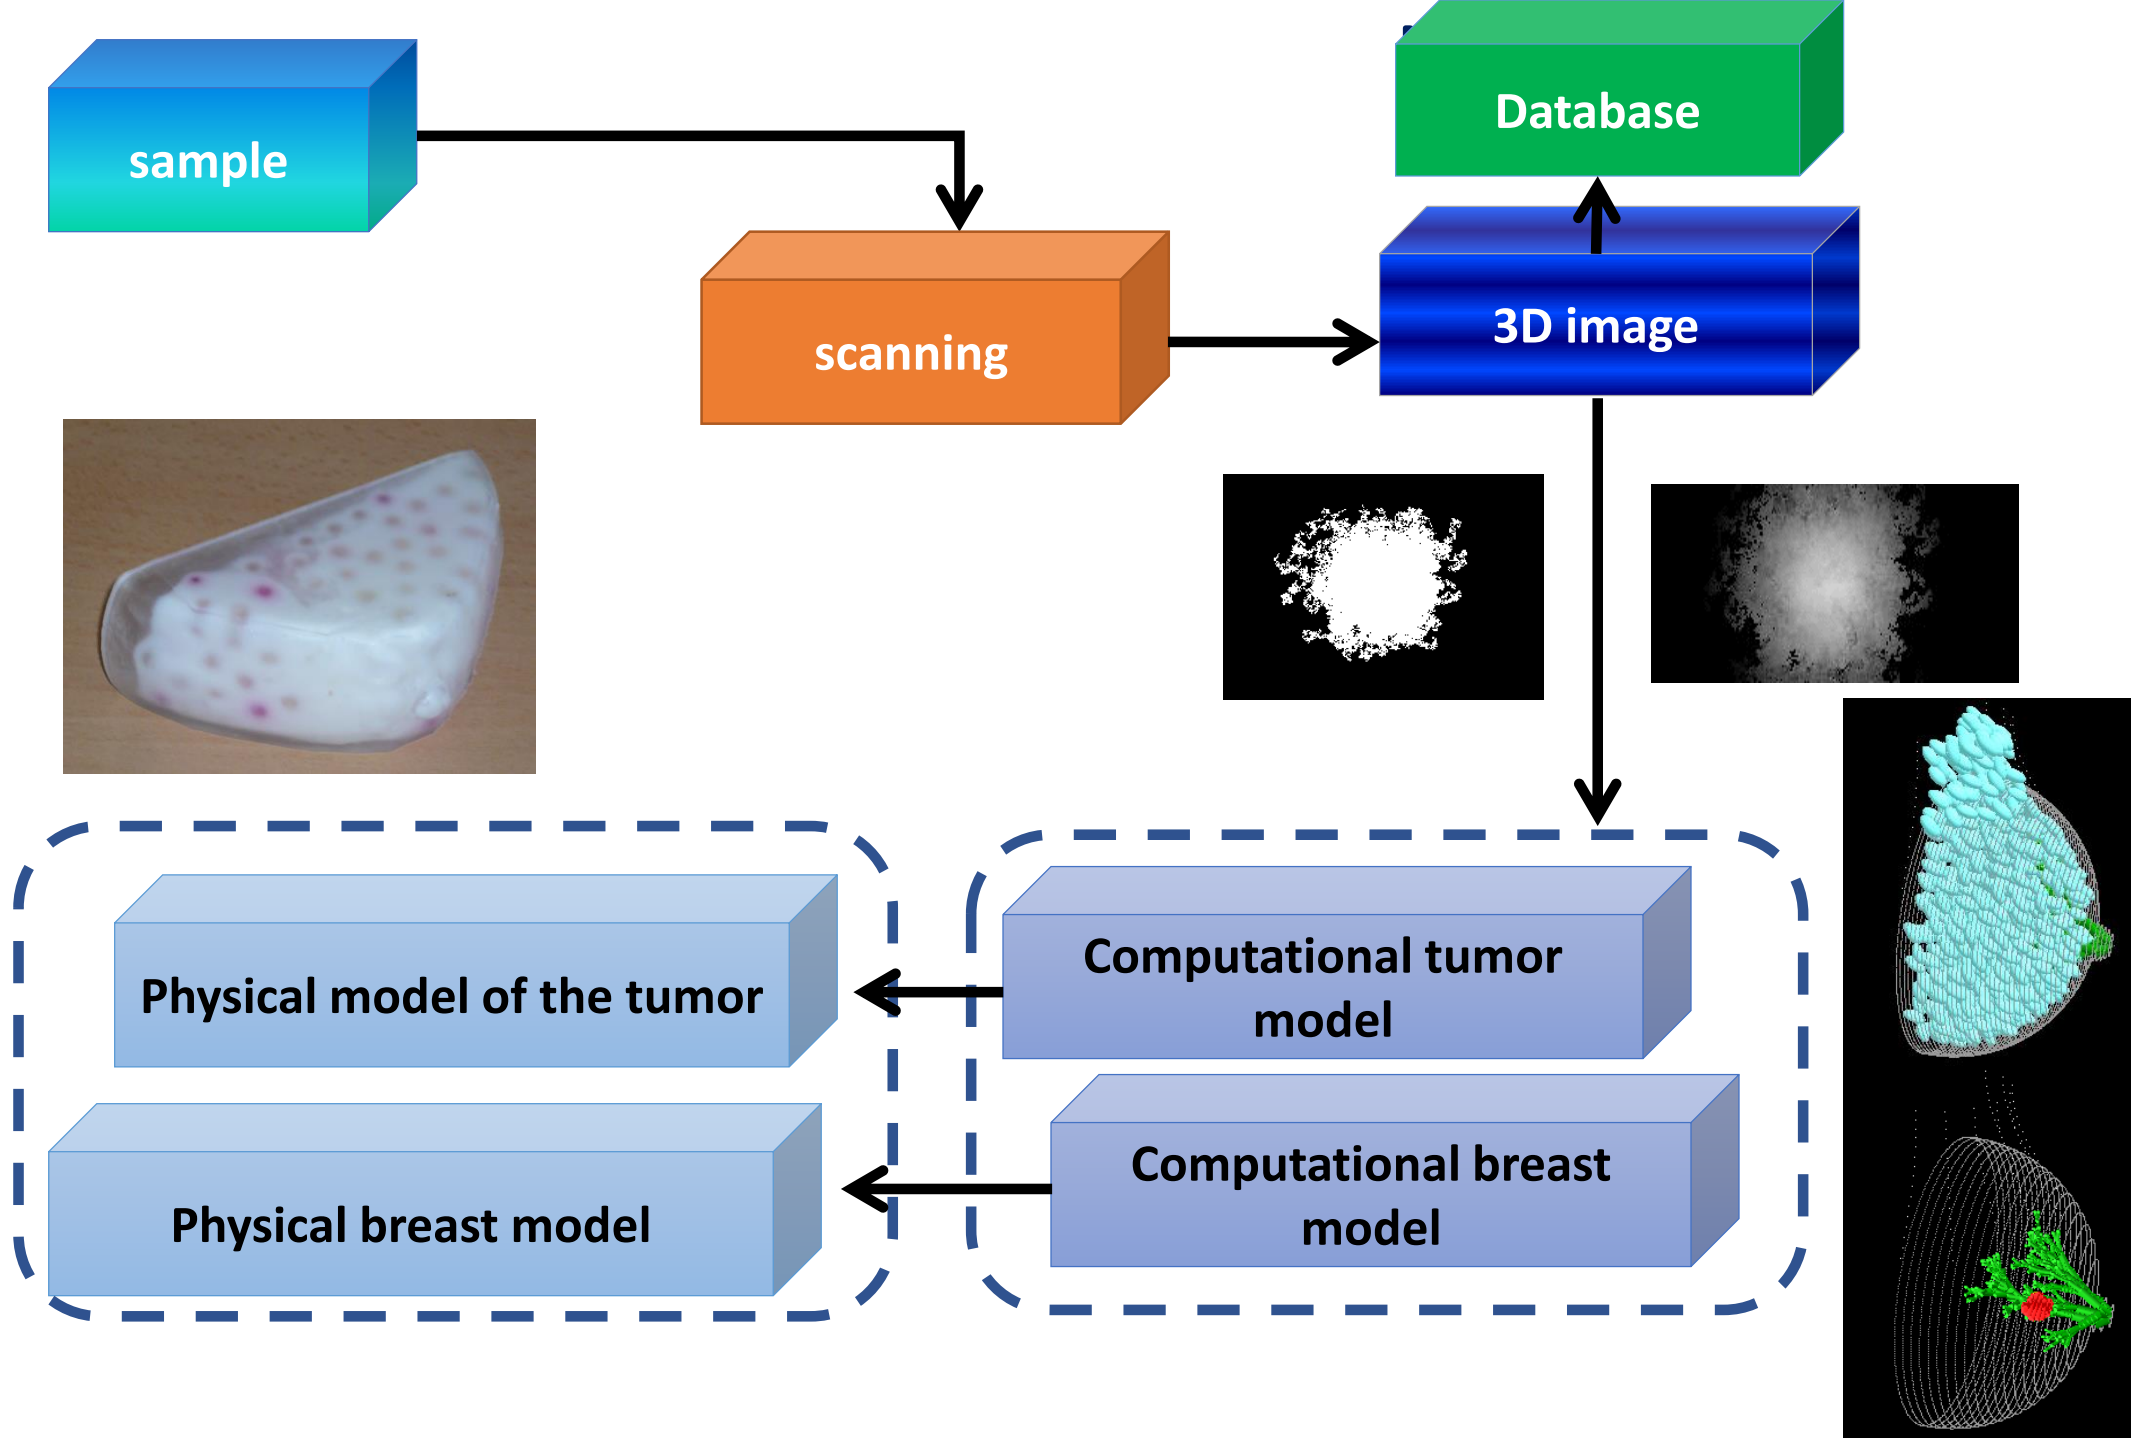 sample
Database
scanning
3D image
Physical model of the tumor
Computational tumor
model
Physical breast model
Computational breast
model